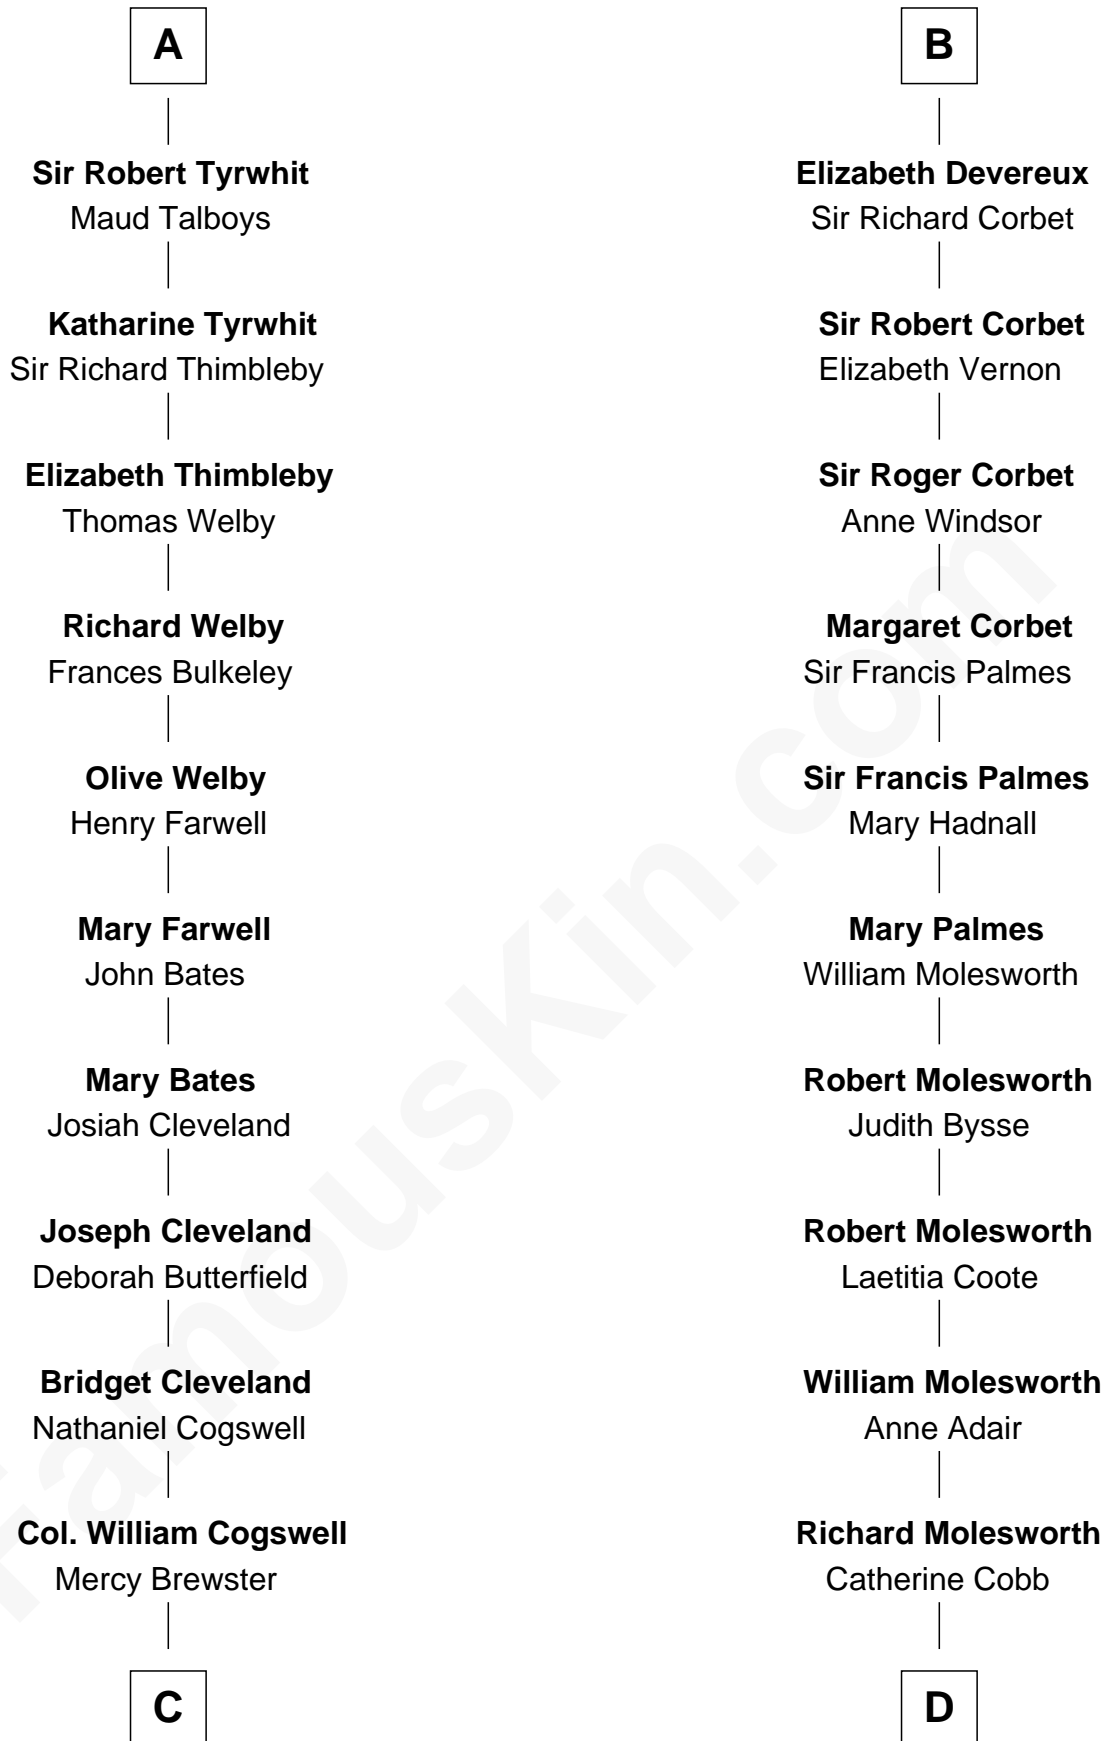 A
Sir Robert Tyrwhit
Maud Talboys
Katharine Tyrwhit
Sir Richard Thimbleby
Elizabeth Thimbleby
Thomas Welby
Richard Welby
Frances Bulkeley
Olive Welby
Henry Farwell
Mary Farwell
John Bates
Mary Bates
Josiah Cleveland
Joseph Cleveland
Deborah Butterfield
Bridget Cleveland
Nathaniel Cogswell
Col. William Cogswell
Mercy Brewster
C
B
Elizabeth Devereux
Sir Richard Corbet
Sir Robert Corbet
Elizabeth Vernon
Sir Roger Corbet
Anne Windsor
Margaret Corbet
Sir Francis Palmes
Sir Francis Palmes
Mary Hadnall
Mary Palmes
William Molesworth
Robert Molesworth
Judith Bysse
Robert Molesworth
Laetitia Coote
William Molesworth
Anne Adair
Richard Molesworth
Catherine Cobb
D
FamousKin.com